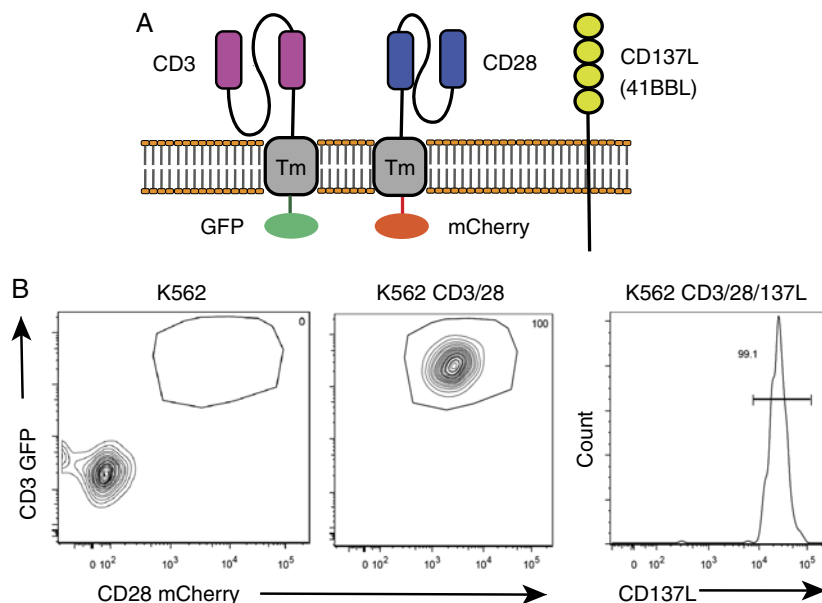 A
CD3
CD28
CD137L
(41BBL)
Tm
Tm
GFP
mCherry
B
K562
K562 CD3/28
K562 CD3/28/137L
0
100
99.1
CD3 GFP
Count
0 10² 10³ 10⁴ 10⁵
0 10² 10³ 10⁴ 10⁵
0 10² 10³ 10⁴ 10⁵
CD28 mCherry
CD137L